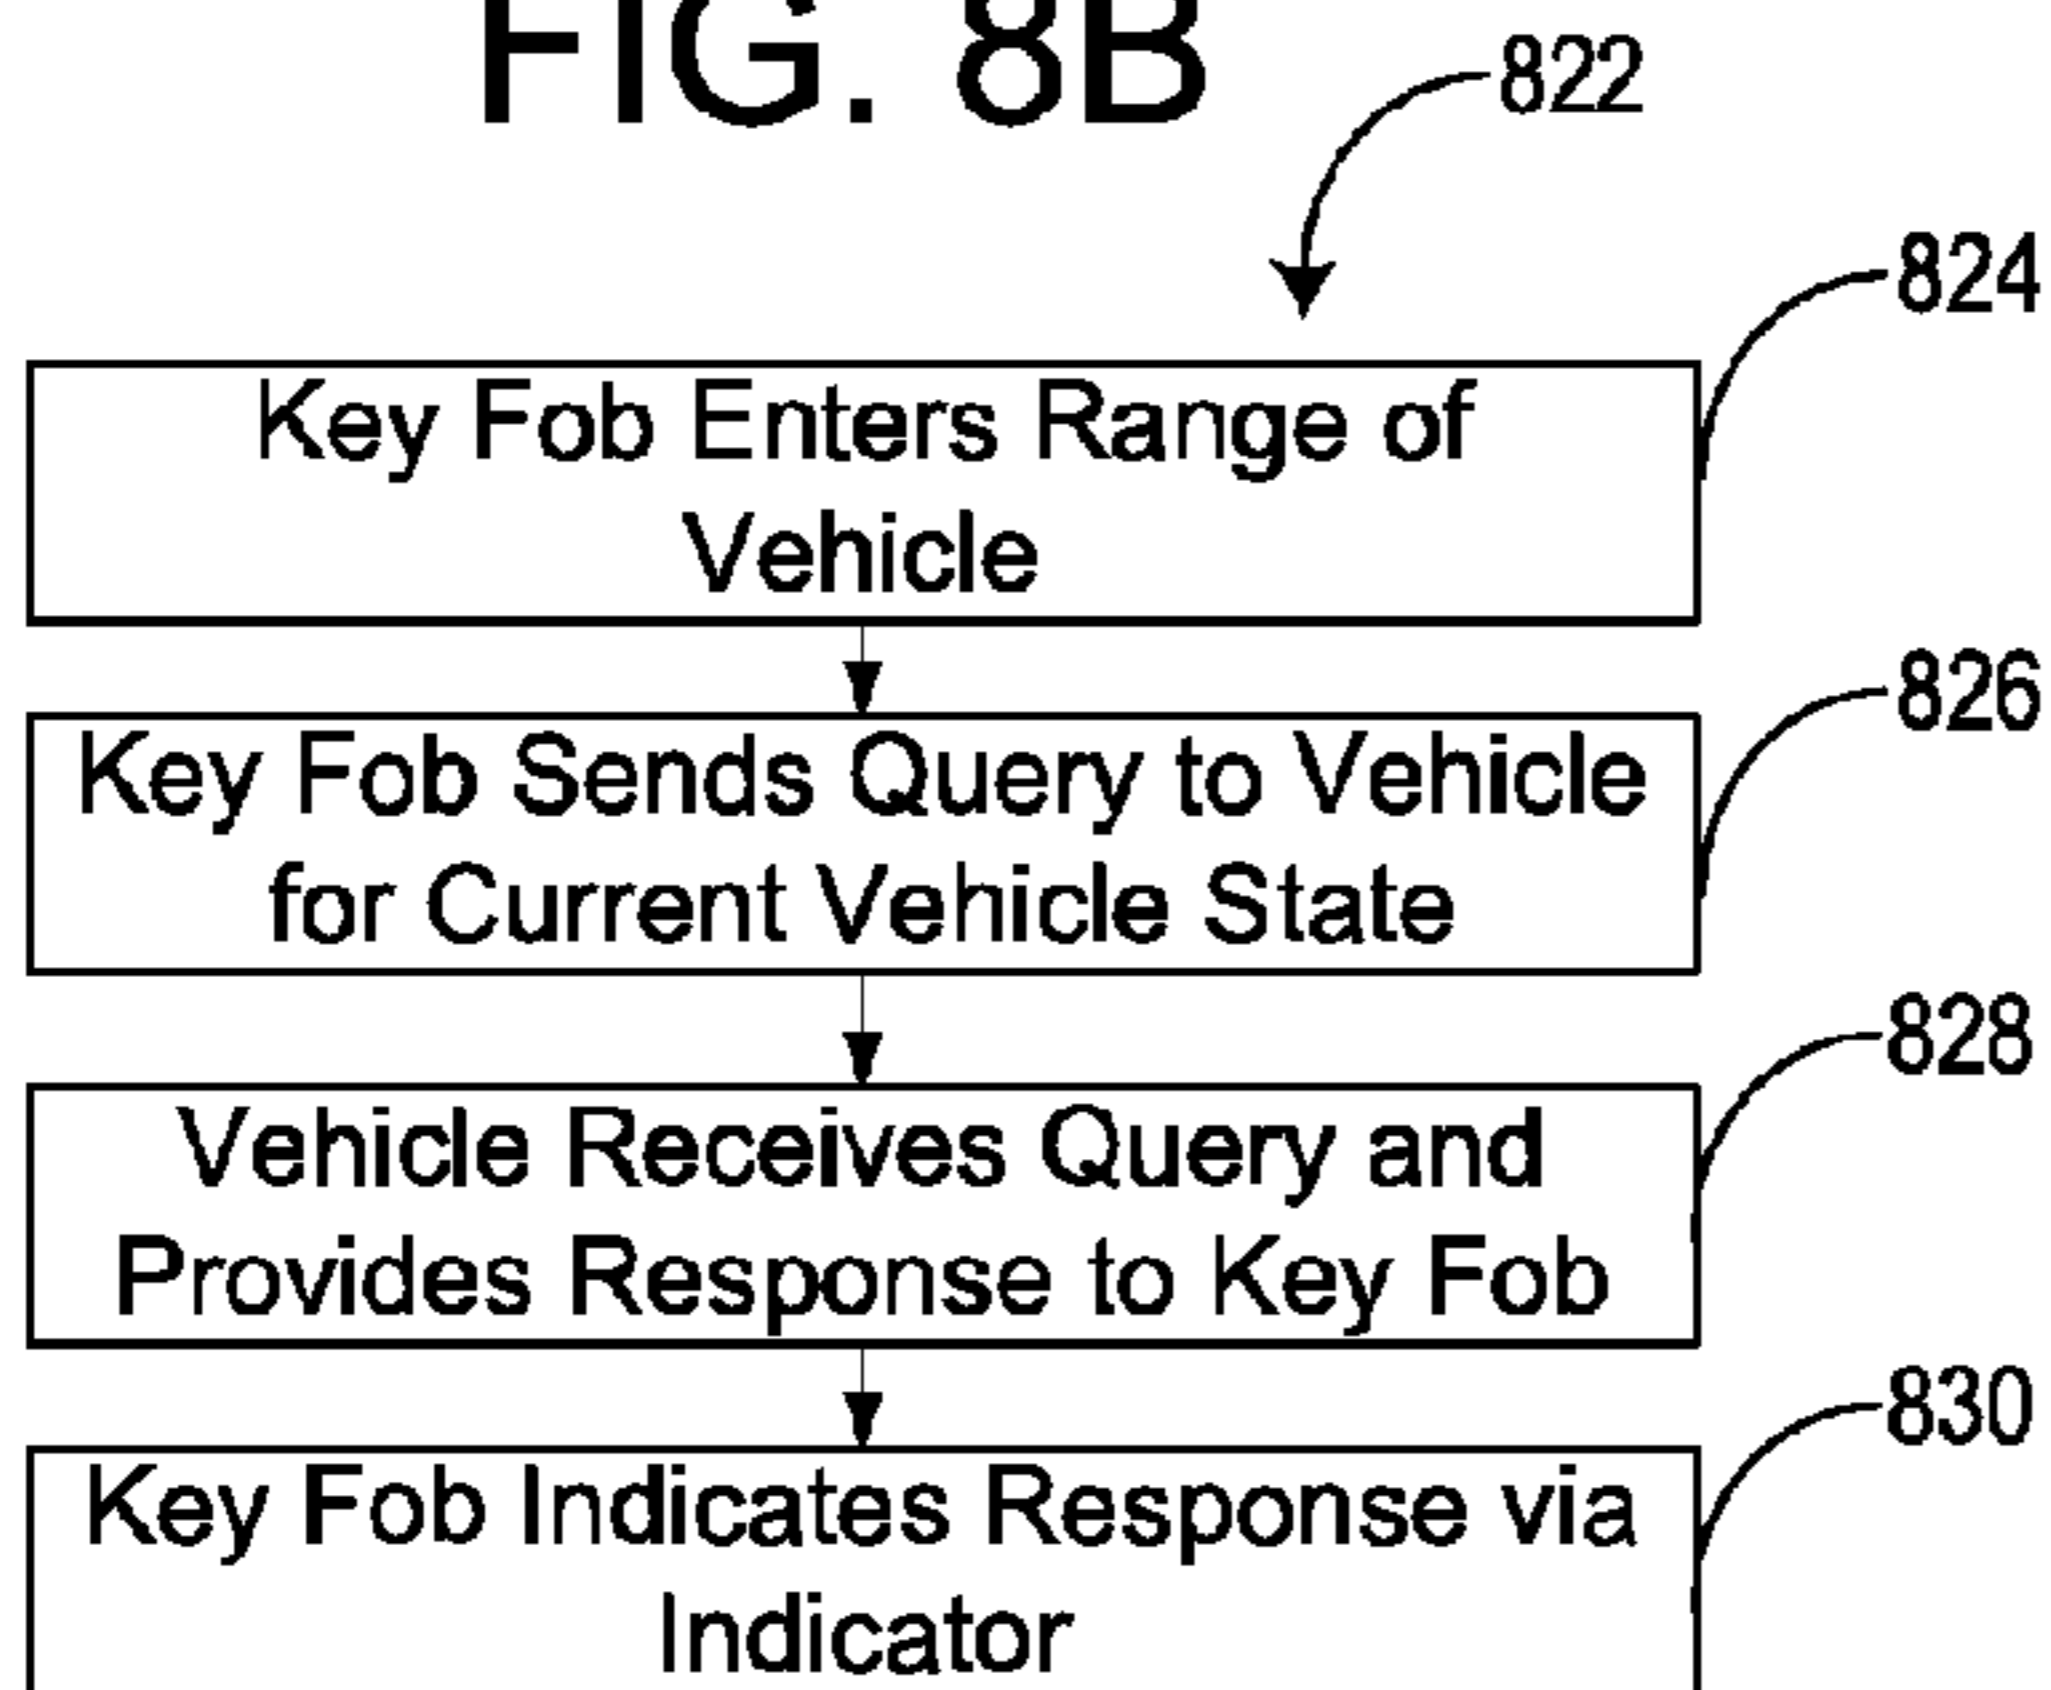 FIG. 8B
822
824
Key Fob Enters Range of
Vehicle
826
Key Fob Sends Query to Vehicle
for Current Vehicle State
828
Vehicle Receives Query and
Provides Response to Key Fob
830
Key Fob Indicates Response via
Indicator